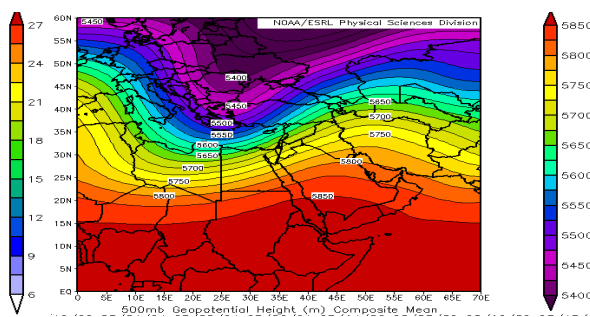 NOAA/ESRL Physical Sciences Division
27
24
21
18
15
12
9
6
60N
55N
50N
45N
40N
35N
30N
25N
20N
15N
10N
5N
EQ
5450
5400
5450
5500
5550
5600
5650
5700
5750
5800
5850
5700
5750
5800
5850
0
5E
10E
15E
20E
25E
30E
35E
40E
45E
50E
55E
60E
65E
70E
5850
5800
5750
5700
5650
5600
5550
5500
5450
5400
500mb Geopotential Height (m) Composite Mean